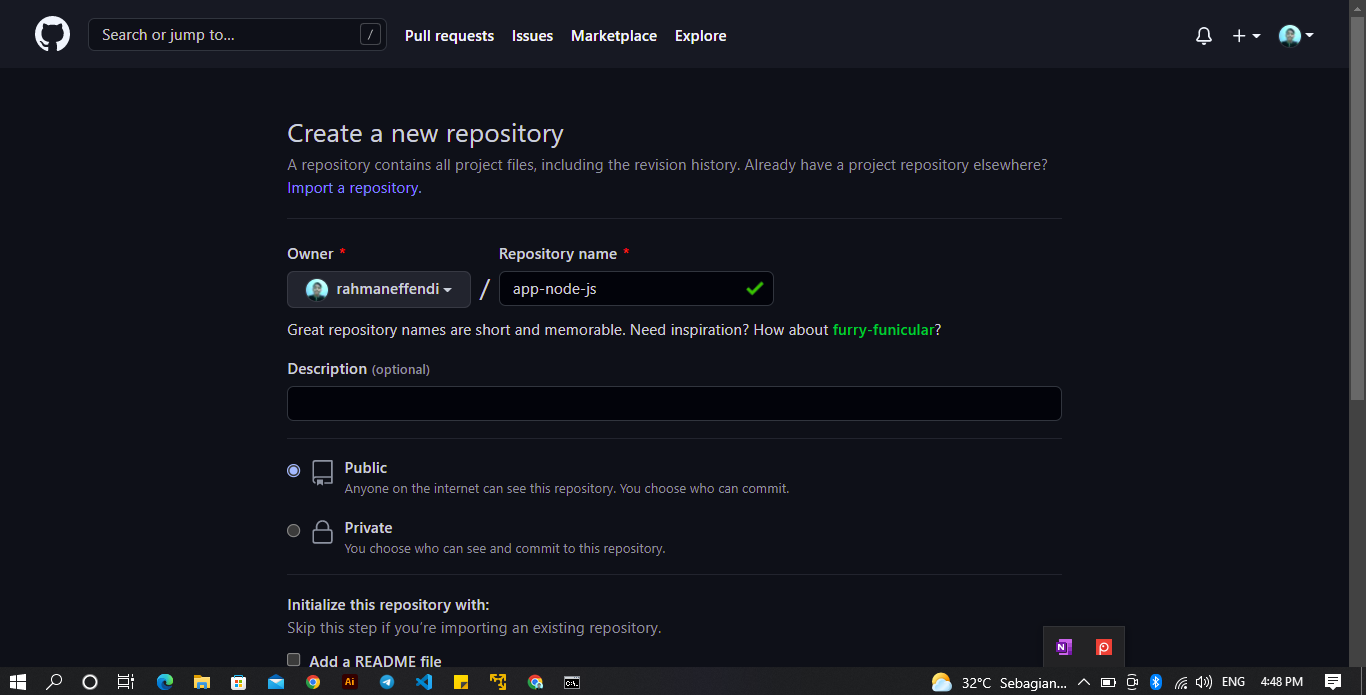 Search or jump to...
/
Pull requests
Issues
Marketplace
Explore
Create a new repository
A repository contains all project files, including the revision history. Already have a project repository elsewhere?
Import a repository.
Owner *
Repository name *
rahmaneffendi
/
app-node-js
Great repository names are short and memorable. Need inspiration? How about furry-funicular?
Description (optional)
Public
Anyone on the internet can see this repository. You choose who can commit.
Private
You choose who can see and commit to this repository.
Initialize this repository with:
Skip this step if you're importing an existing repository.
Add a README file
N
Ai
32°C Sebagian...
ENG
4:48 PM